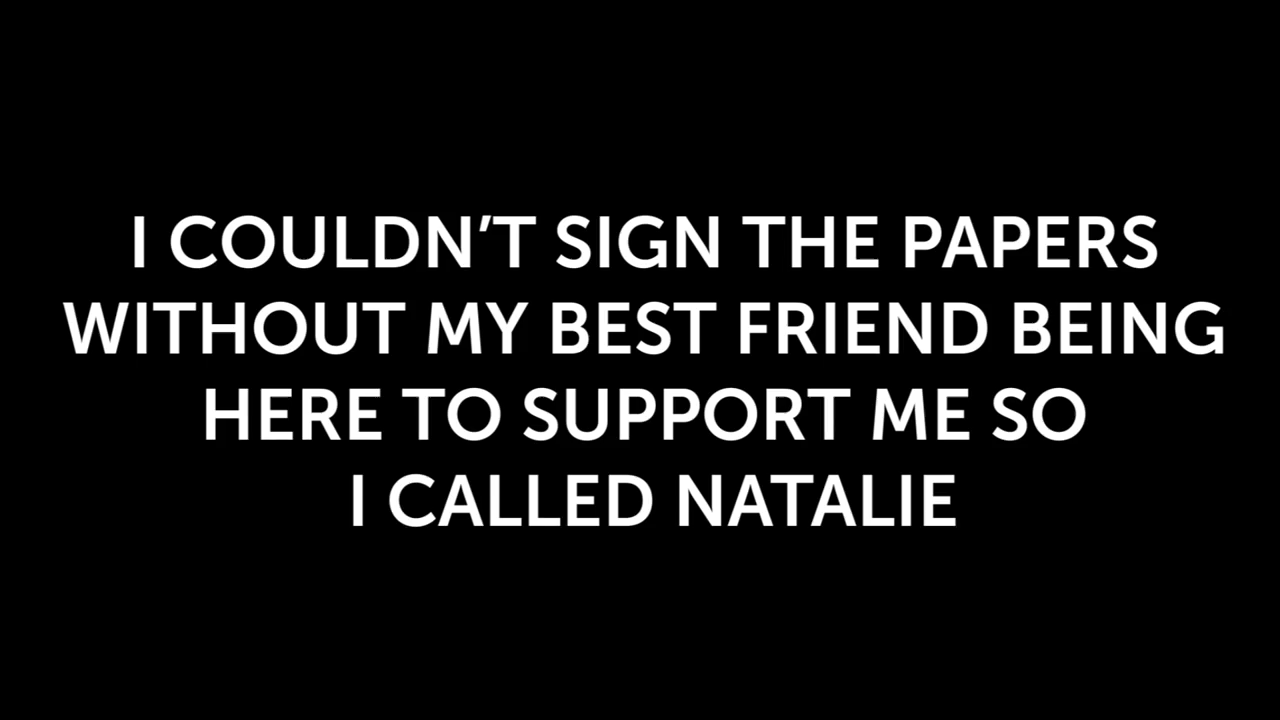 I COULDN’T SIGN THE PAPERS
WITHOUT MY BEST FRIEND BEING
HERE TO SUPPORT ME SO
I CALLED NATALIE